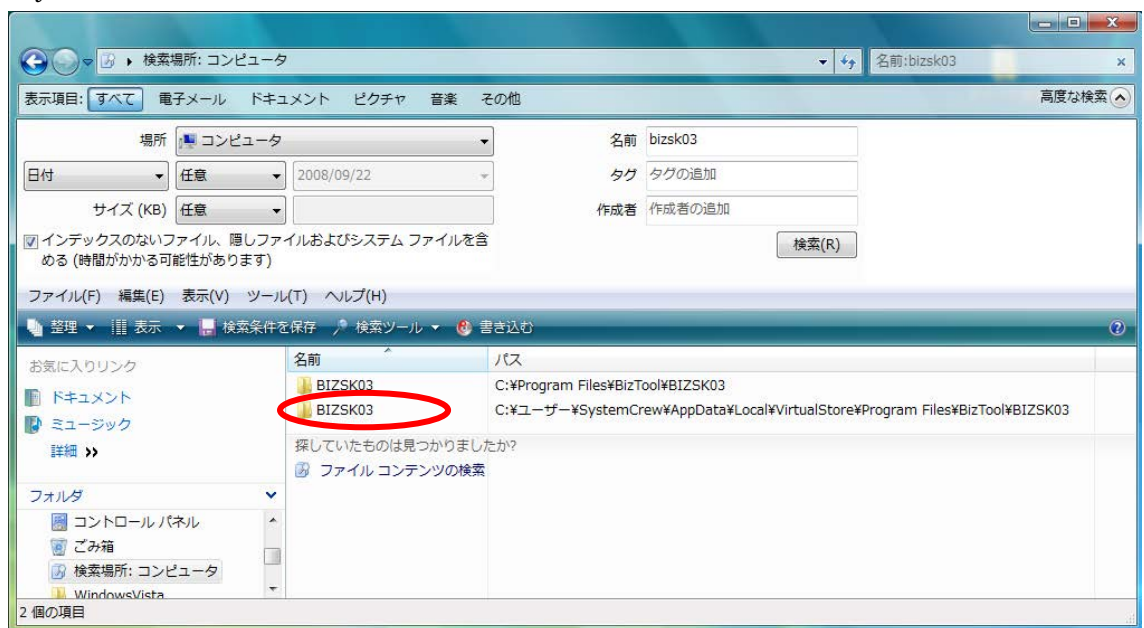 検索場所: コンピュータ
名前:bizsk03
表示項目: すべて 電子メール ドキュメント ピクチャ 音楽 その他 高度な検索
場所 コンピュータ 名前 bizsk03
日付 任意 2008/09/22 タグ タグの追加
サイズ (KB) 任意 作成者 作成者の追加
インデックスのないファイル、隠しファイルおよびシステム ファイルを含
める (時間がかかる可能性があります)
検索(R)
ファイル(F) 編集(E) 表示(V) ツール(T) ヘルプ(H)
整理 表示 検索条件を保存 検索ツール 書き込む
お気に入りリンク
ドキュメント
ミュージック
詳細 »
フォルダ
コントロール パネル
ごみ箱
検索場所: コンピュータ
WindowsVista
名前 パス
BIZSK03 C:¥Program Files¥BizTool¥BIZSK03
BIZSK03 C:¥ユーザー¥SystemCrew¥AppData¥Local¥VirtualStore¥Program Files¥BizTool¥BIZSK03
探していたものは見つかりましたか?
ファイル コンテンツの検索
2 個の項目